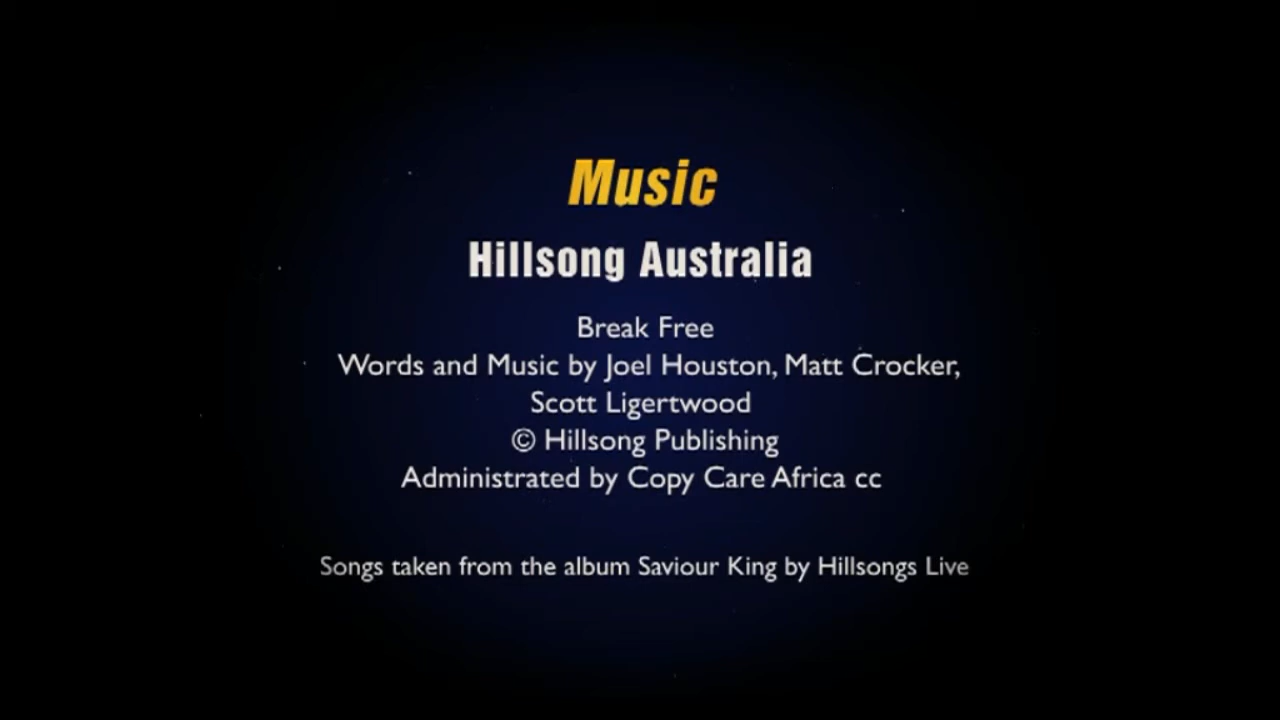 Music
Hillsong Australia
Break Free
Words and Music by Joel Houston, Matt Crocker,
Scott Ligertwood
© Hillsong Publishing
Administrated by Copy Care Africa cc
Songs taken from the album Saviour King by Hillsongs Live